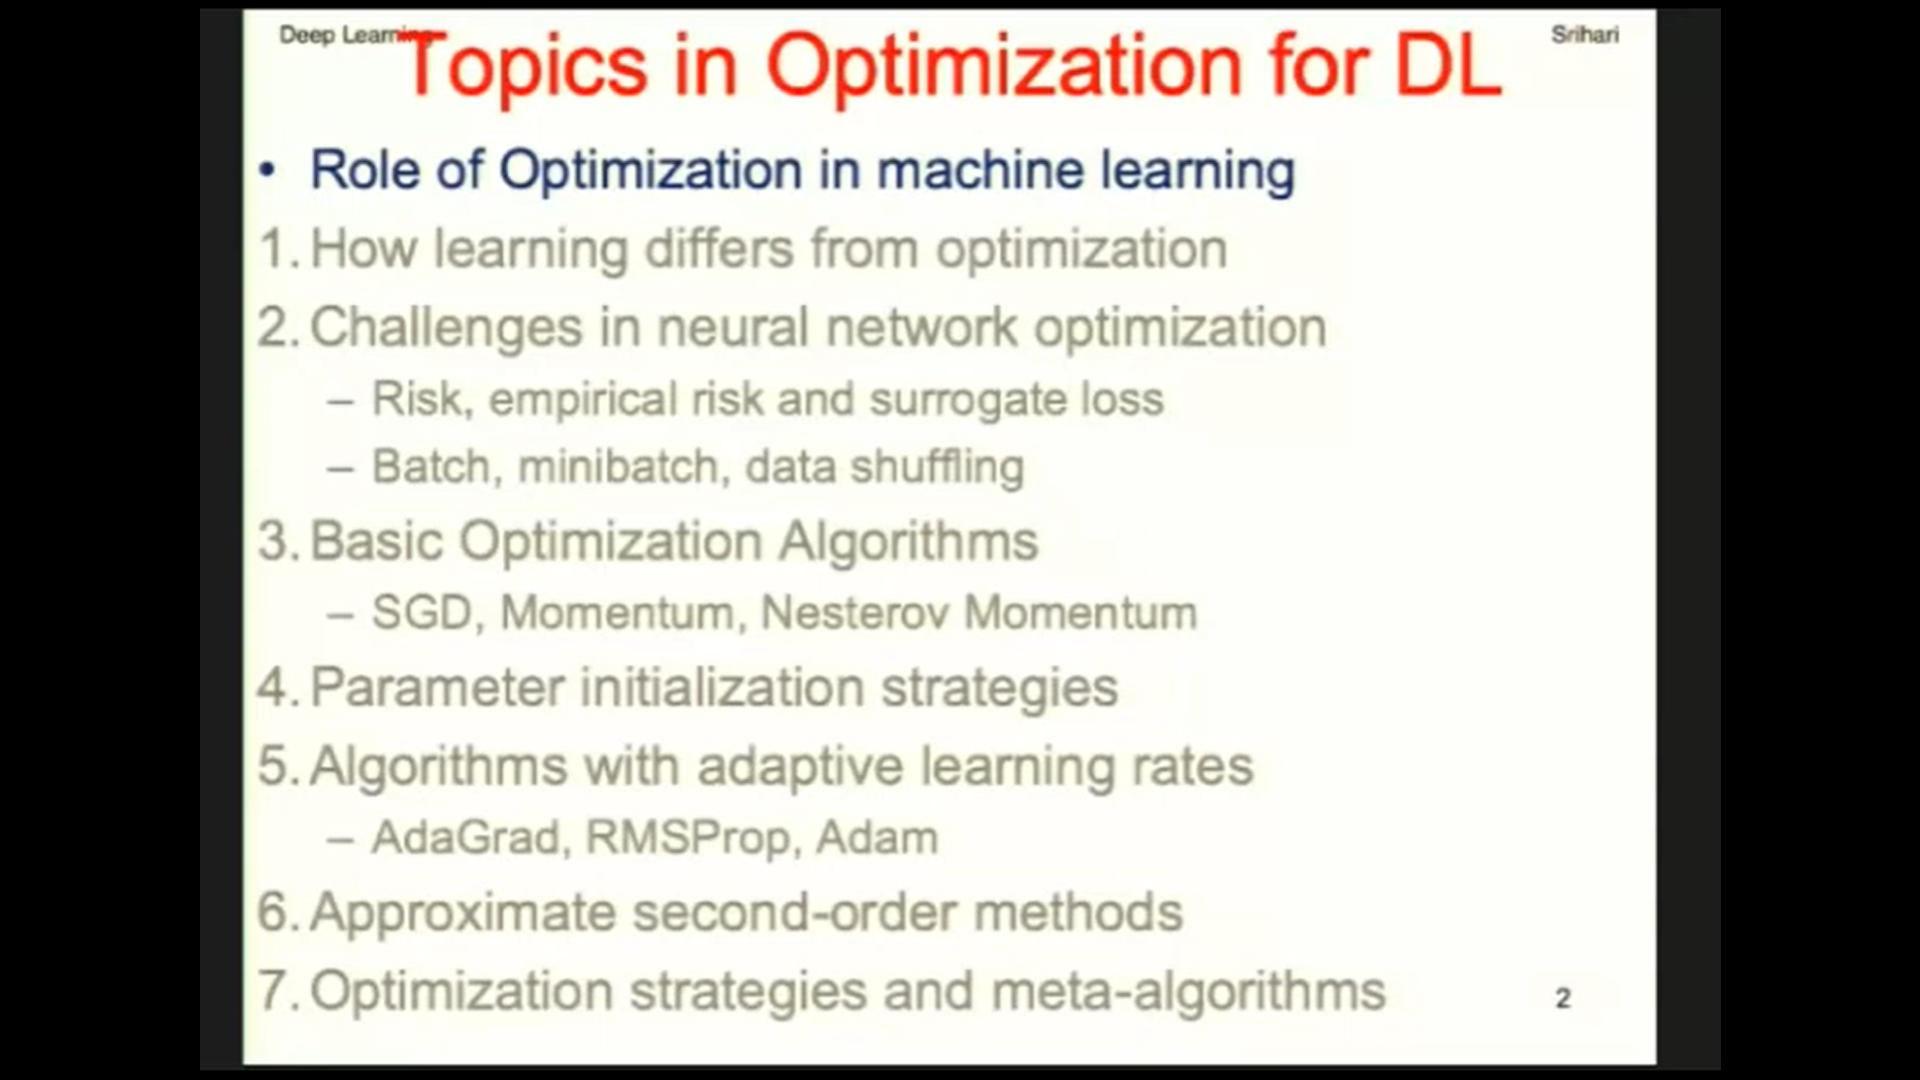 Deep Learning
Srihari
Topics in Optimization for DL
• Role of Optimization in machine learning
1. How learning differs from optimization
2. Challenges in neural network optimization
– Risk, empirical risk and surrogate loss
– Batch, minibatch, data shuffling
3. Basic Optimization Algorithms
– SGD, Momentum, Nesterov Momentum
4. Parameter initialization strategies
5. Algorithms with adaptive learning rates
– AdaGrad, RMSProp, Adam
6. Approximate second-order methods
7. Optimization strategies and meta-algorithms
2